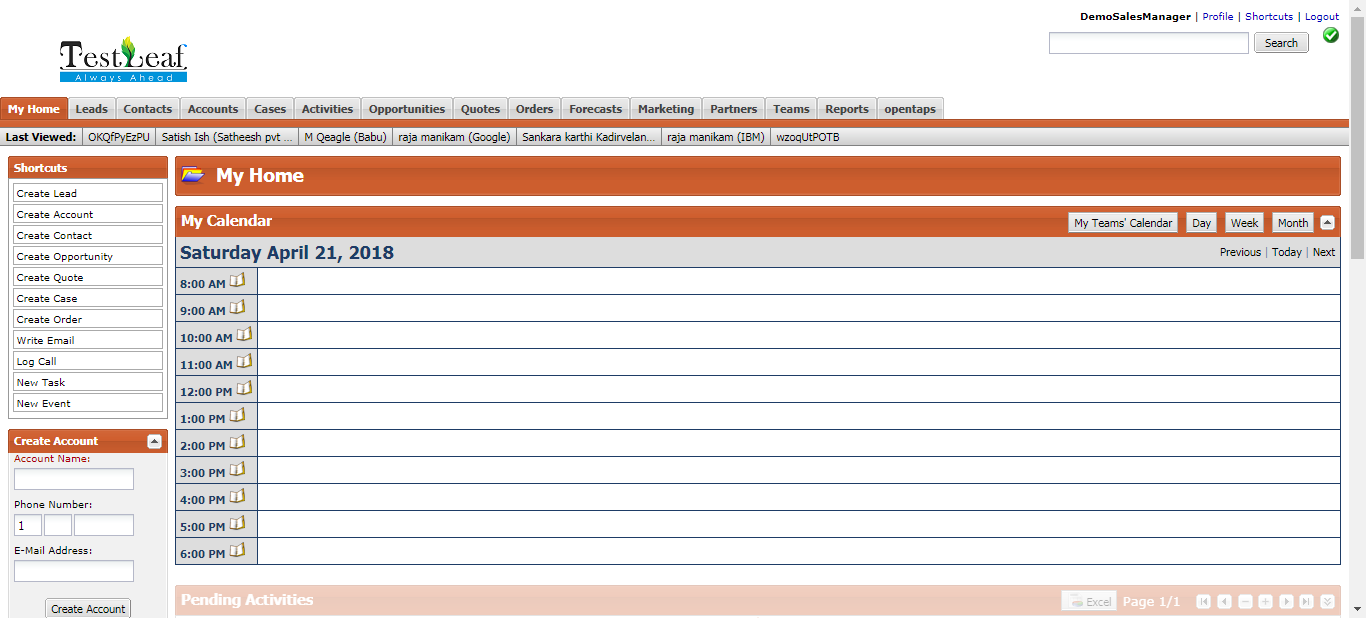 DemoSalesManager | Profile | Shortcuts | Logout
Search
TestLeaf
Always Ahead
My Home Leads Contacts Accounts Cases Activities Opportunities Quotes Orders Forecasts Marketing Partners Teams Reports opentaps
Last Viewed: OKQfPyEzPU Satish Ish (Satheesh pvt ... M Qeagle (Babu) raja manikam (Google) Sankara karthi Kadirvelan... raja manikam (IBM) wzoqUtPOTB
Shortcuts
Create Lead
Create Account
Create Contact
Create Opportunity
Create Quote
Create Case
Create Order
Write Email
Log Call
New Task
New Event
Create Account
Account Name:
Phone Number:
1
E-Mail Address:
Create Account
My Home
My Calendar My Teams' Calendar Day Week Month
Saturday April 21, 2018 Previous | Today | Next
8:00 AM
9:00 AM
10:00 AM
11:00 AM
12:00 PM
1:00 PM
2:00 PM
3:00 PM
4:00 PM
5:00 PM
6:00 PM
Pending Activities Excel Page 1/1